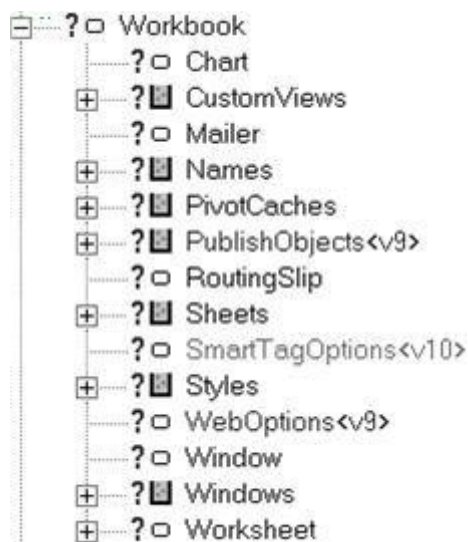 ? Workbook
? Chart
? CustomViews
? Mailer
? Names
? PivotCaches
? PublishObjects<v9>
? RoutingSlip
? Sheets
? SmartTagOptions<v10>
? Styles
? WebOptions<v9>
? Window
? Windows
? Worksheet